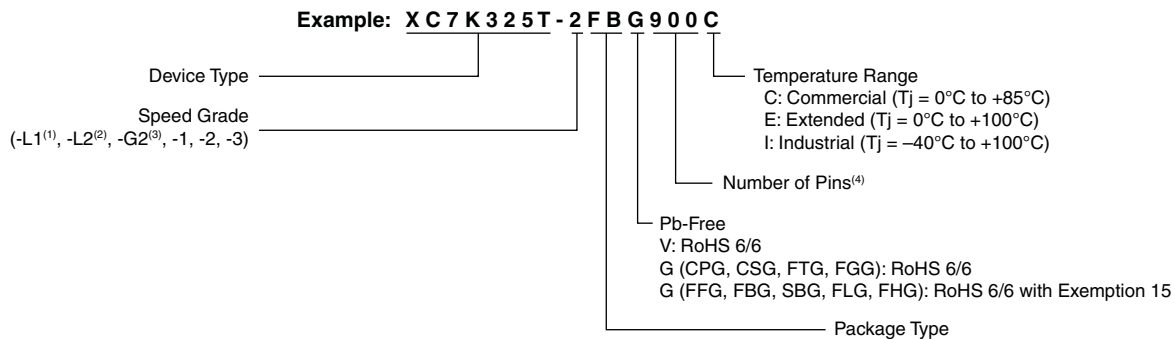 Example: XC7K325T-2FBG900C
Device Type
Temperature Range
C: Commercial (Tj = 0°C to +85°C)
E: Extended (Tj = 0°C to +100°C)
I: Industrial (Tj = –40°C to +100°C)
Speed Grade
(-L1(1), -L2(2), -G2(3), -1, -2, -3)
Number of Pins(4)
Pb-Free
V: RoHS 6/6
G (CPG, CSG, FTG, FGG): RoHS 6/6
G (FFG, FBG, SBG, FLG, FHG): RoHS 6/6 with Exemption 15
Package Type